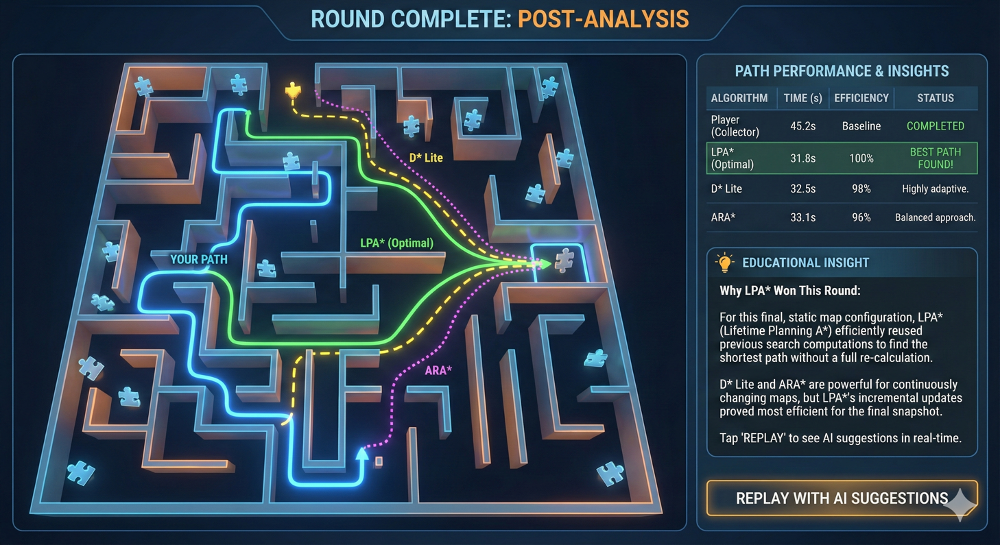 ROUND COMPLETE: POST-ANALYSIS
D* Lite
LPA* (Optimal)
YOUR PATH
ARA*
PATH PERFORMANCE & INSIGHTS
ALGORITHM TIME (s) EFFICIENCY STATUS
Player
(Collector) 45.2s Baseline COMPLETED
LPA*
(Optimal) 31.8s 100% BEST PATH
FOUND!
D* Lite 32.5s 98% Highly adaptive.
ARA* 33.1s 96% Balanced approach.
EDUCATIONAL INSIGHT
Why LPA* Won This Round:
For this final, static map configuration, LPA*
(Lifetime Planning A*) efficiently reused
previous search computations to find the
shortest path without a full re-calculation.
D* Lite and ARA* are powerful for continuously
changing maps, but LPA*'s incremental updates
proved most efficient for the final snapshot.
Tap 'REPLAY' to see AI suggestions in real-time.
REPLAY WITH AI SUGGESTIONS